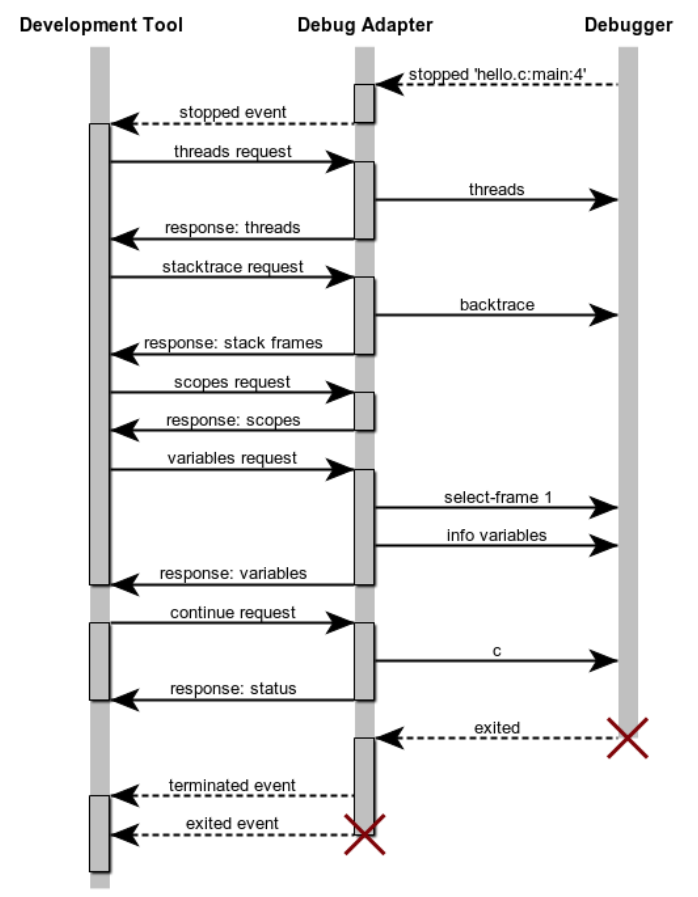 Development Tool
Debug Adapter
Debugger
stopped 'hello.c:main:4'
stopped event
threads request
threads
response: threads
stacktrace request
backtrace
response: stack frames
scopes request
response: scopes
variables request
select-frame 1
info variables
response: variables
continue request
c
response: status
exited
terminated event
exited event